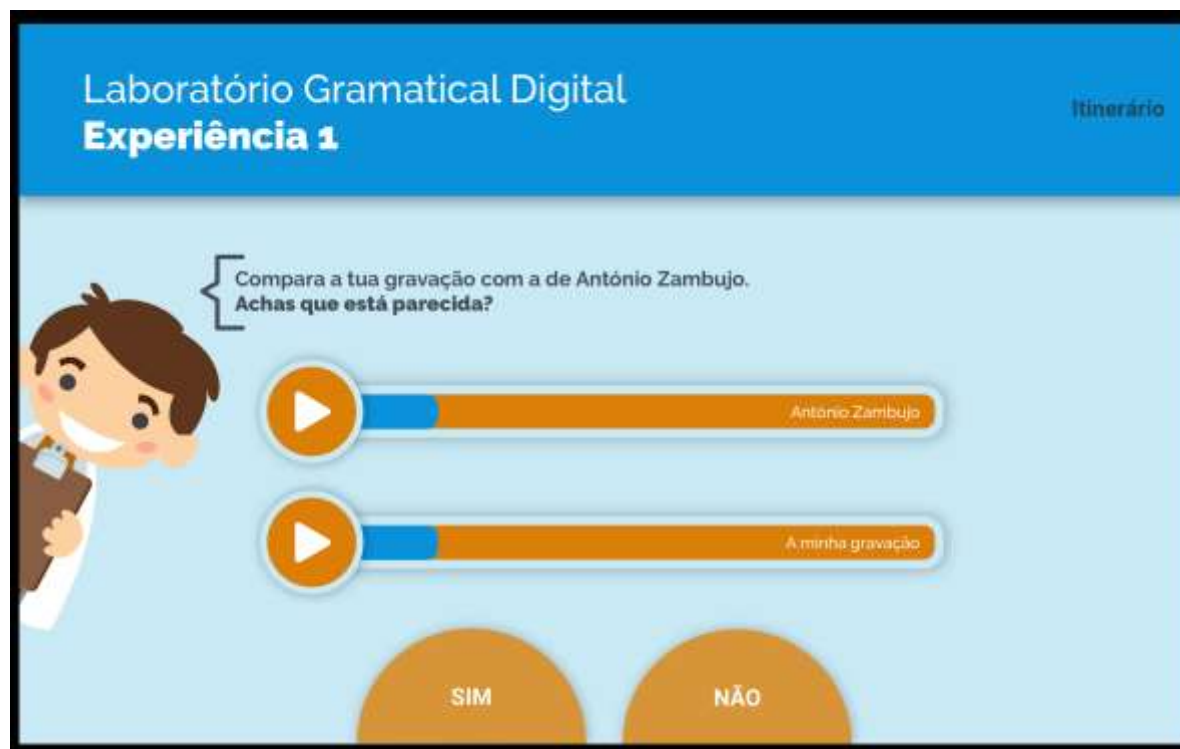 Laboratório Gramatical Digital
Experiência 1
Itinerário
Compara a tua gravação com a de António Zambujo.
Achas que está parecida?
António Zambujo
A minha gravação
SIM
NÃO